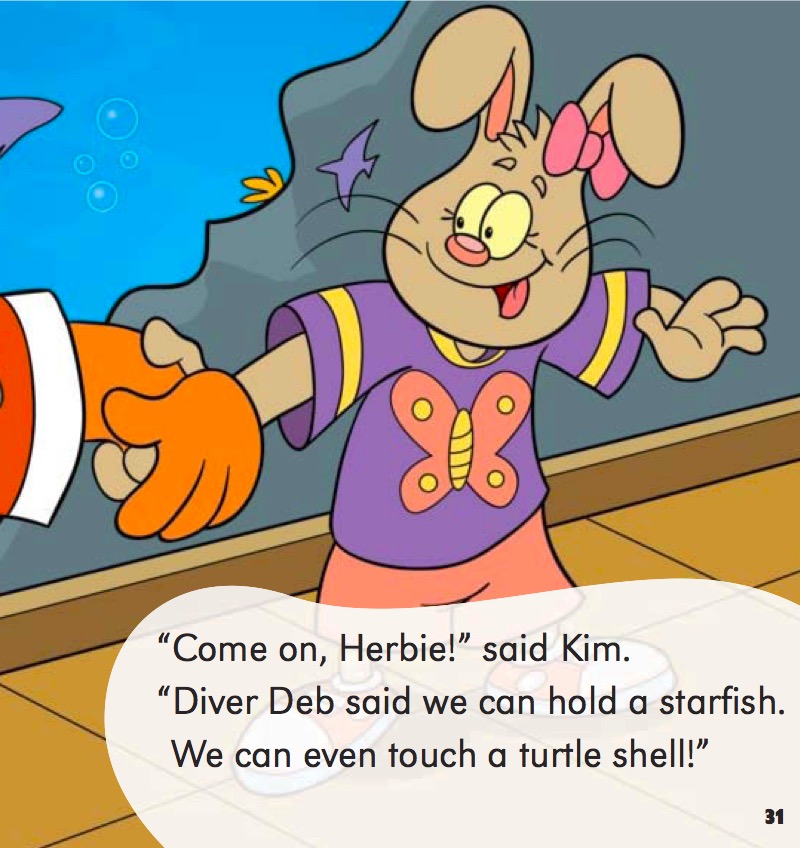 “Come on, Herbie!” said Kim.
“Diver Deb said we can hold a starfish.
We can even touch a turtle shell!”
31